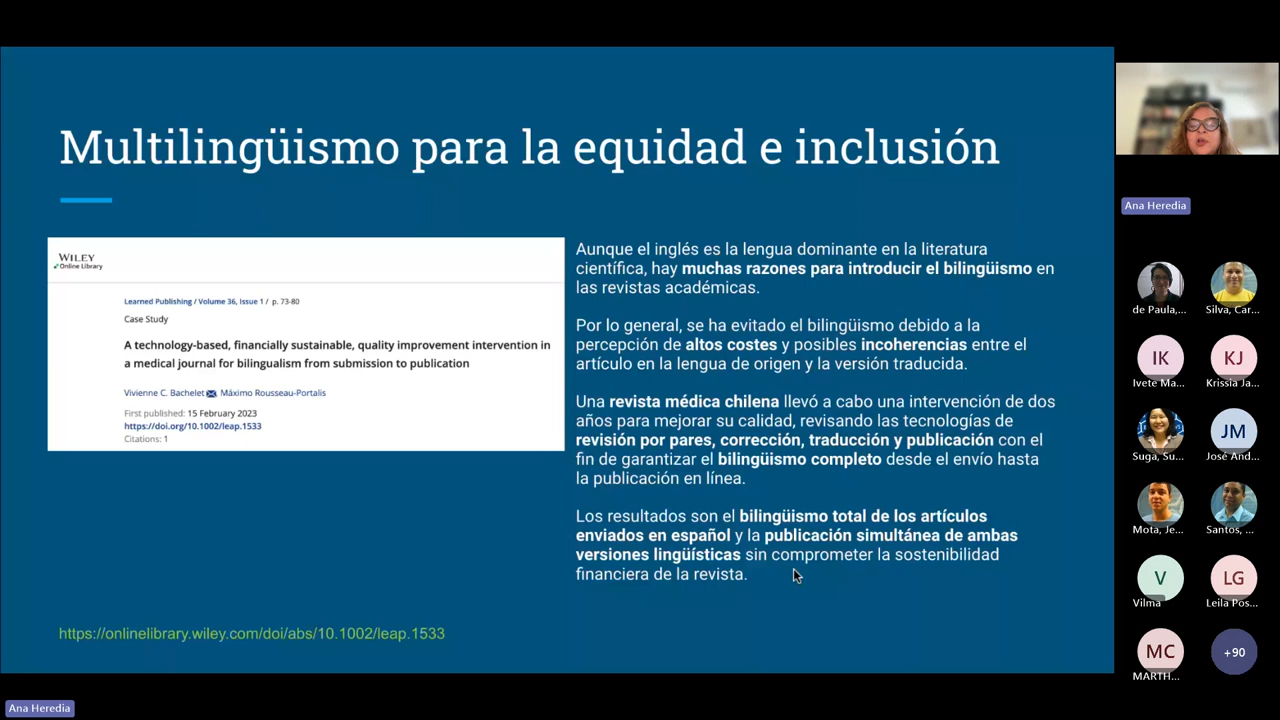 Multilingüismo para la equidad e inclusión
WILEY
Online Library
Learned Publishing / Volume 36, Issue 1 / p. 73-80
Case Study
A technology-based, financially sustainable, quality improvement intervention in
a medical journal for bilingualism from submission to publication
Vivienne C. Bachelet, Máximo Rousseau-Portalis
First published: 15 February 2023
https://doi.org/10.1002/leap.1533
Citations: 1
Aunque el inglés es la lengua dominante en la literatura
científica, hay muchas razones para introducir el bilingüismo en
las revistas académicas.
Por lo general, se ha evitado el bilingüismo debido a la
percepción de altos costes y posibles incoherencias entre el
artículo en la lengua de origen y la versión traducida.
Una revista médica chilena llevó a cabo una intervención de dos
años para mejorar su calidad, revisando las tecnologías de
revisión por pares, corrección, traducción y publicación con el
fin de garantizar el bilingüismo completo desde el envío hasta
la publicación en línea.
Los resultados son el bilingüismo total de los artículos
enviados en español y la publicación simultánea de ambas
versiones lingüísticas sin comprometer la sostenibilidad
financiera de la revista.
https://onlinelibrary.wiley.com/doi/abs/10.1002/leap.1533
Ana Heredia
Ana Heredia
de Paula,...
Silva, Car...
IK
KJ
Ivete Ma...
Krissia Ja...
JM
Suga, Su...
José And...
Mota, Je...
Santos, ...
V
LG
Vilma
Leila Pos...
MC
+90
MARTH...